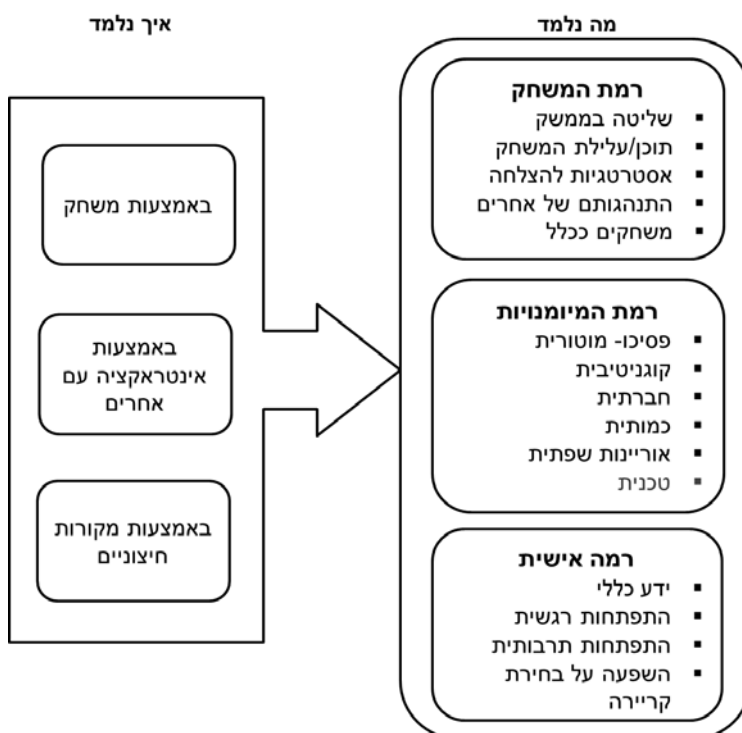 מה נלמד
רמת המשחק
▪ שליטה בממשק
▪ תוכן/עלילת המשחק
▪ אסטרטגיות להצלחה
▪ התנהגותם של אחרים
▪ משחקים ככלל
רמת המיומנויות
▪ פסיכו- מוטורית
▪ קוגניטיבית
▪ חברתית
▪ כמותית
▪ אוריינות שפתית
▪ טכנית
רמה אישית
▪ ידע כללי
▪ התפתחות רגשית
▪ התפתחות תרבותית
▪ השפעה על בחירת
קריירה
איך נלמד
באמצעות משחק
באמצעות
אינטראקציה עם
אחרים
באמצעות מקורות
חיצוניים